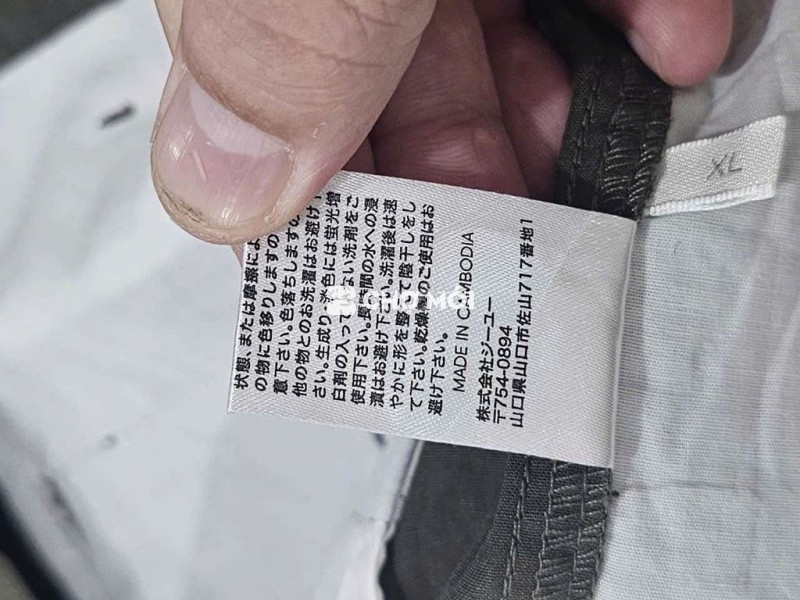 状態、または摩擦によ
の物に色移りしますの
意下さい。色落ちしますの
他の物とのお洗濯はお避け
さい。生成り、淡色には蛍光増
白剤の入って ない洗剤をご
使用下さい。長 間の水への浸
漬はお避け下さい。洗濯後は速
やかに形を整 て陰干しをし
て下さい。乾燥 のご使用はお
避け下さい。
MADE IN CAMBODIA
株式会社ジーユー
〒754-0894
山口県山口市佐山717番地1
XL
CHỢ MỚI